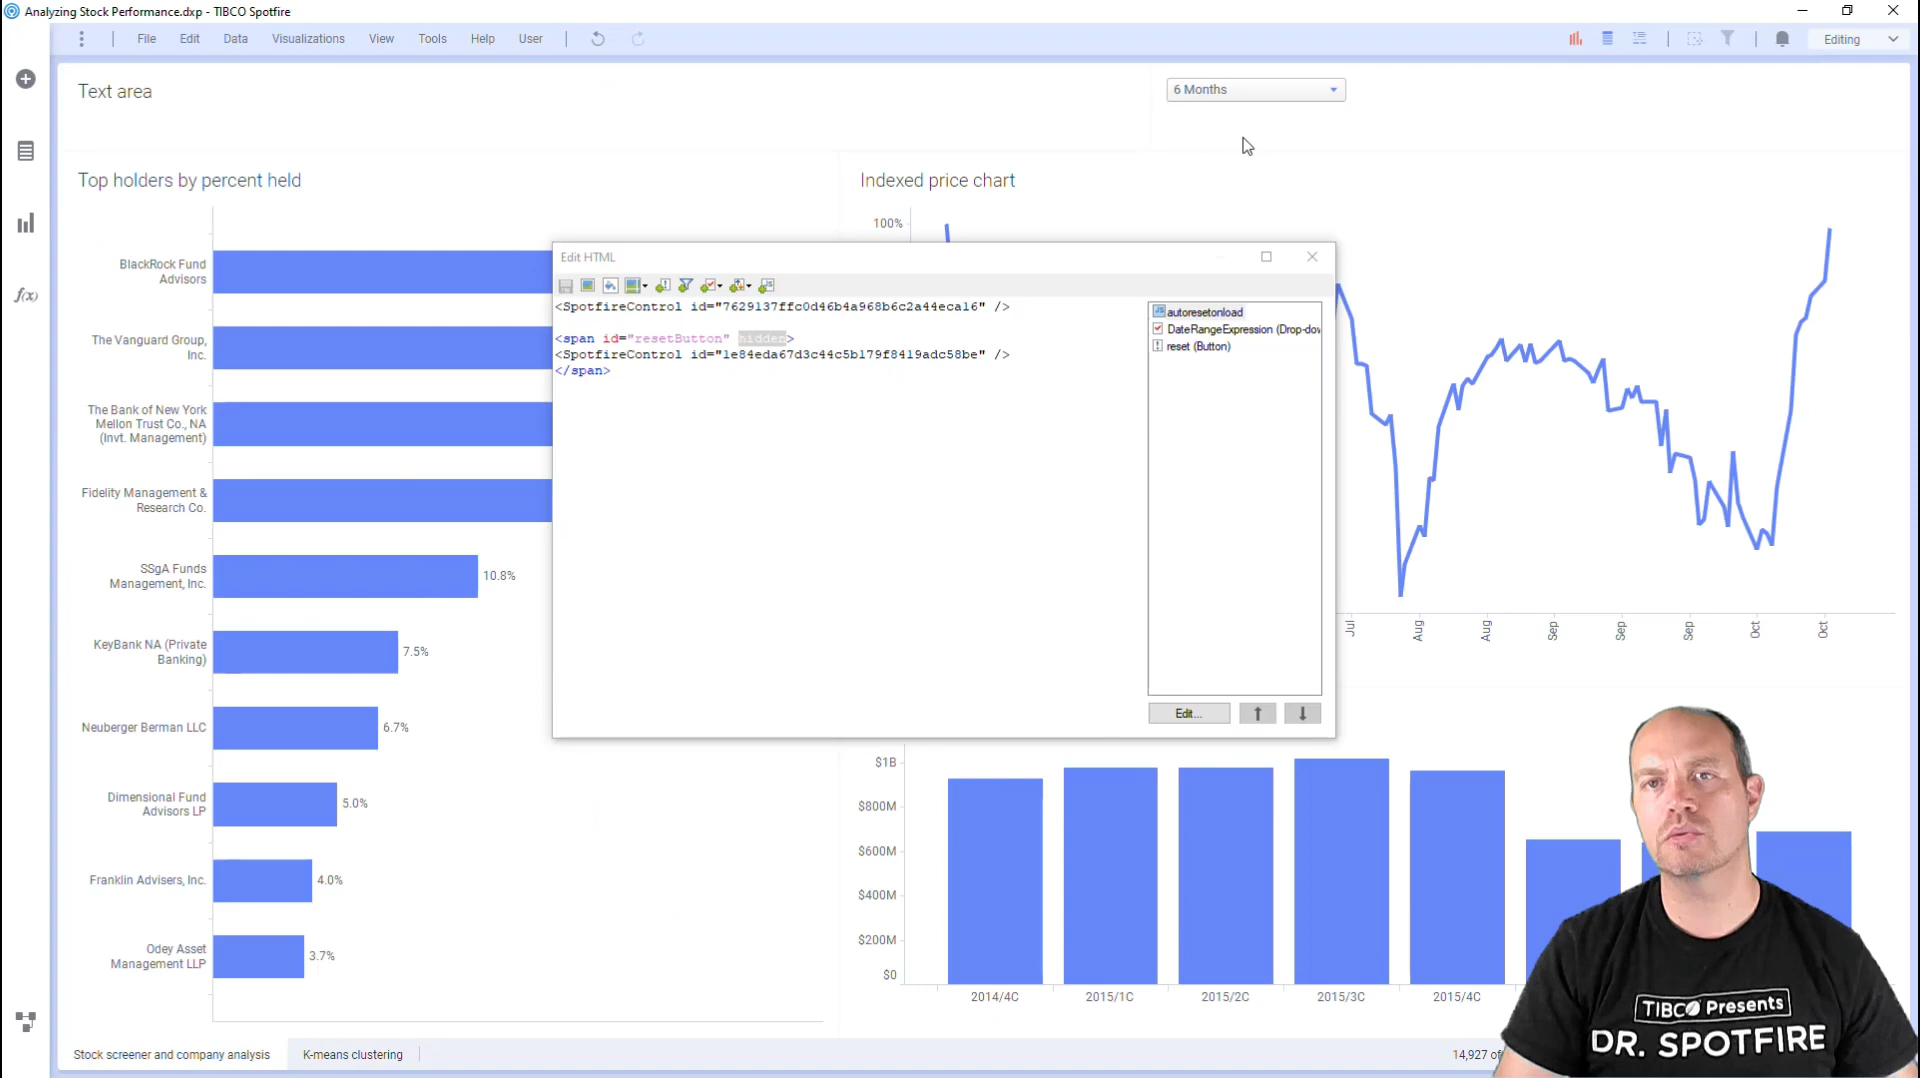 Analyzing Stock Performance.dxp - TIBCO Spotfire
File Edit Data Visualizations View Tools Help User
Editing
Text area
6 Months
Top holders by percent held
BlackRock Fund
Advisors
The Vanguard Group,
Inc.
The Bank of New York
Mellon Trust Co., NA
(Invt. Management)
Fidelity Management &
Research Co.
SSgA Funds
Management, Inc.
10.8%
KeyBank NA (Private
Banking)
7.5%
Neuberger Berman LLC
6.7%
Dimensional Fund
Advisors LP
5.0%
Franklin Advisers, Inc.
4.0%
Odey Asset
Management LLP
3.7%
f(x)
Indexed price chart
100%
Jul
Aug
Aug
Sep
Sep
Sep
Oct
Oct
Edit HTML
<SpotfireControl id="7629137ffc0d46b4a968b6c2a44eca16" />
<span id="resetButton" hidden>
<SpotfireControl id="1e84eda67d3c44c5b179f8419adc58be" />
</span>
autoresetonload
DateRangeExpression (Drop-dow
reset (Button)
Edit...
$1B
$800M
$600M
$400M
$200M
$0
2014/4C
2015/1C
2015/2C
2015/3C
2015/4C
TIBCO Presents
DR. SPOTFIRE
Stock screener and company analysis
K-means clustering
14,927 of